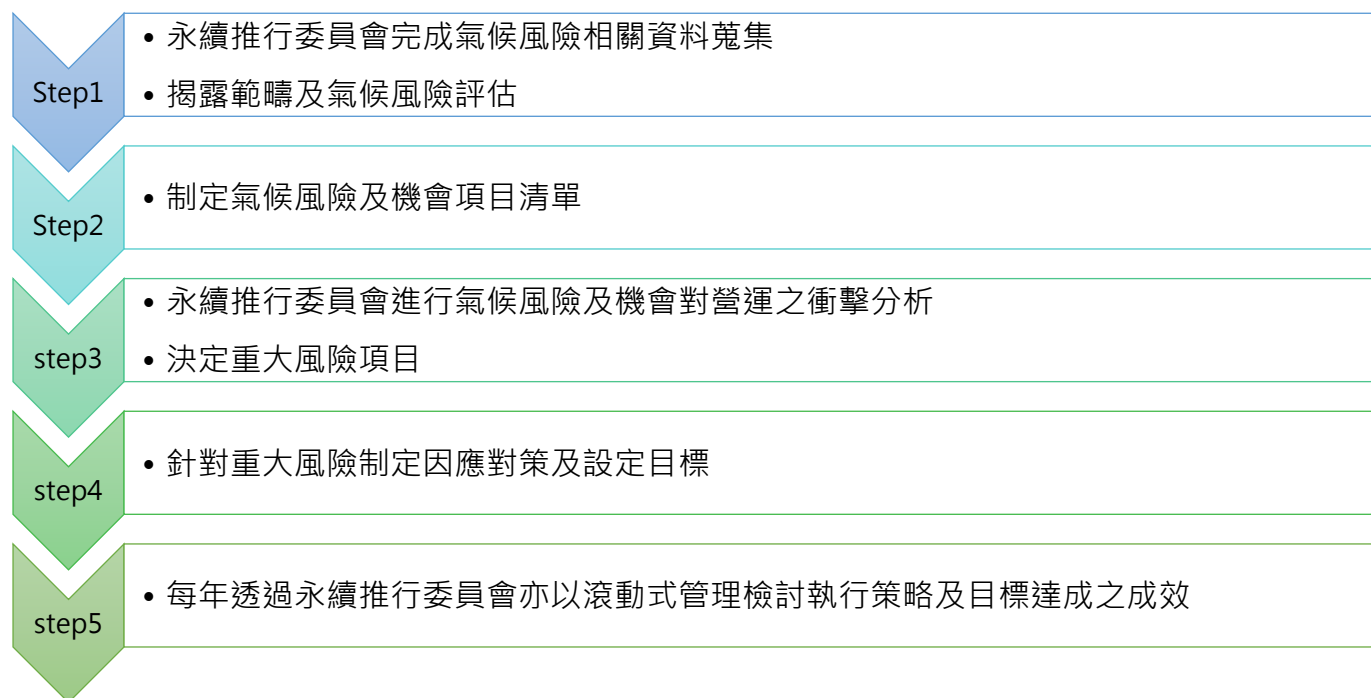 Step1
• 永續推行委員會完成氣候風險相關資料蒐集
• 揭露範疇及氣候風險評估
Step2
• 制定氣候風險及機會項目清單
step3
• 永續推行委員會進行氣候風險及機會對營運之衝擊分析
• 決定重大風險項目
step4
• 針對重大風險制定因應對策及設定目標
step5
• 每年透過永續推行委員會亦以滾動式管理檢討執行策略及目標達成之成效